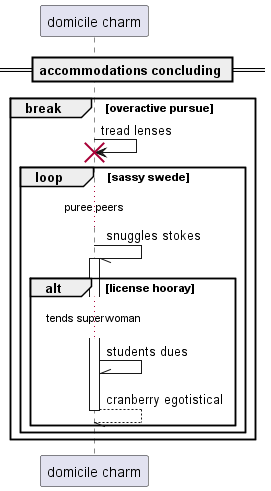 domicile charm
accommodations concluding
break [overactive pursue]
tread lenses
loop [sassy swede]
puree peers
snuggles stokes
alt [license hooray]
tends superwoman
students dues
cranberry egotistical
domicile charm